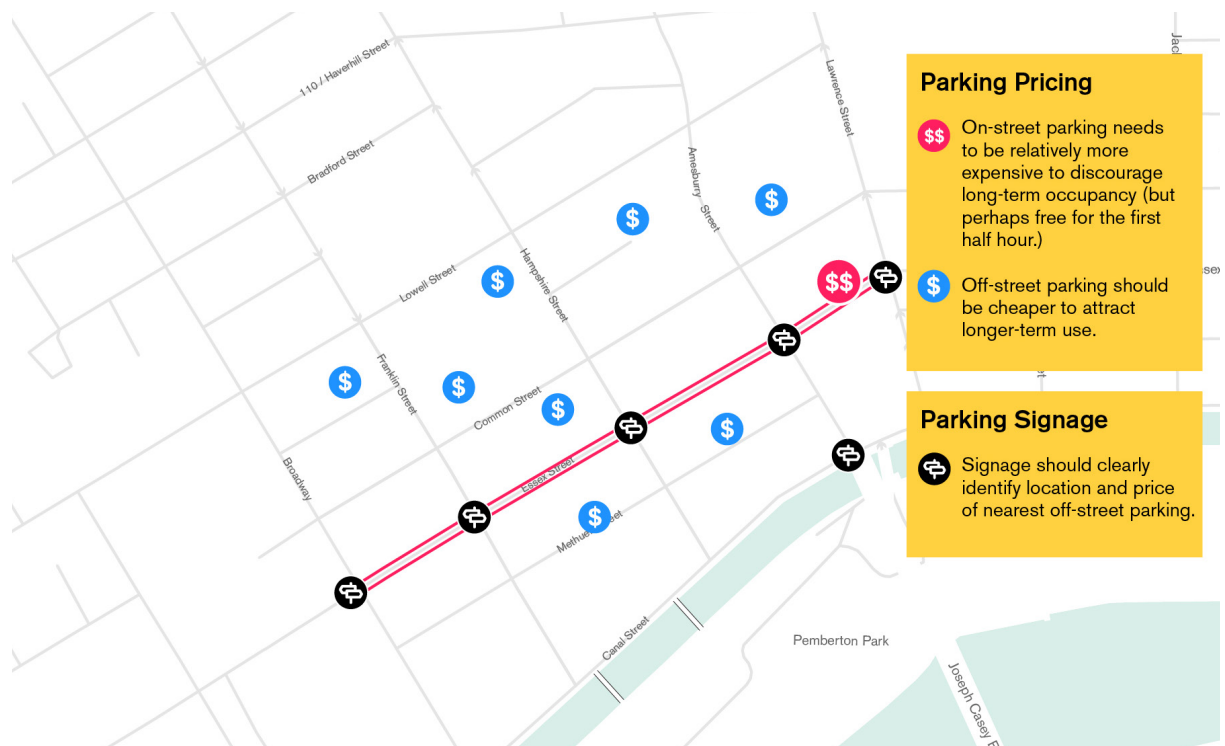 110 / Haverhill Street
Bradford Street
Lawrence Street
Amesburry Street
Lowell Street
Hampshire Street
Franklin Street
Common Street
Broadway
Essex Street
Canal Street
Pemberton Park
Joseph Casey
$
$
$
$
$
$
$
$
$$
Parking Pricing
$$ On-street parking needs
to be relatively more
expensive to discourage
long-term occupancy (but
perhaps free for the first
half hour.)
$ Off-street parking should
be cheaper to attract
longer-term use.
Parking Signage
Signage should clearly
identify location and price
of nearest off-street parking.